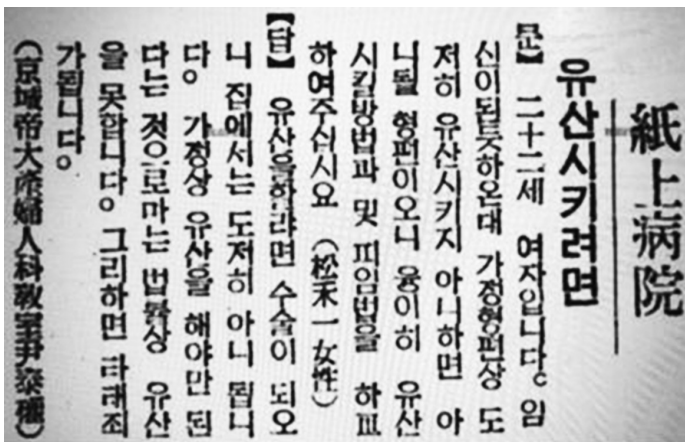 紙上病院
유산시키려면
【문】 二十二세 여자입니다。 임
신이된듯하온대 가정형편상 도
저히 유산시키지 아니하면 아
니될 형편이오니 용이히 유산
시킬방법과 및 피임법을 하교
하여주십시요 (松禾一女性)
【답】 유산을할라면 수술이 되오
니 집에서는 도저히 아니 됩니
다。 가정상 유산을 해야만 된
다는 것으로마는 법률상 유산
을 못합니다。 그리하면 타태죄
가됩니다。
(京城帝大產婦人科敎室尹泰權)